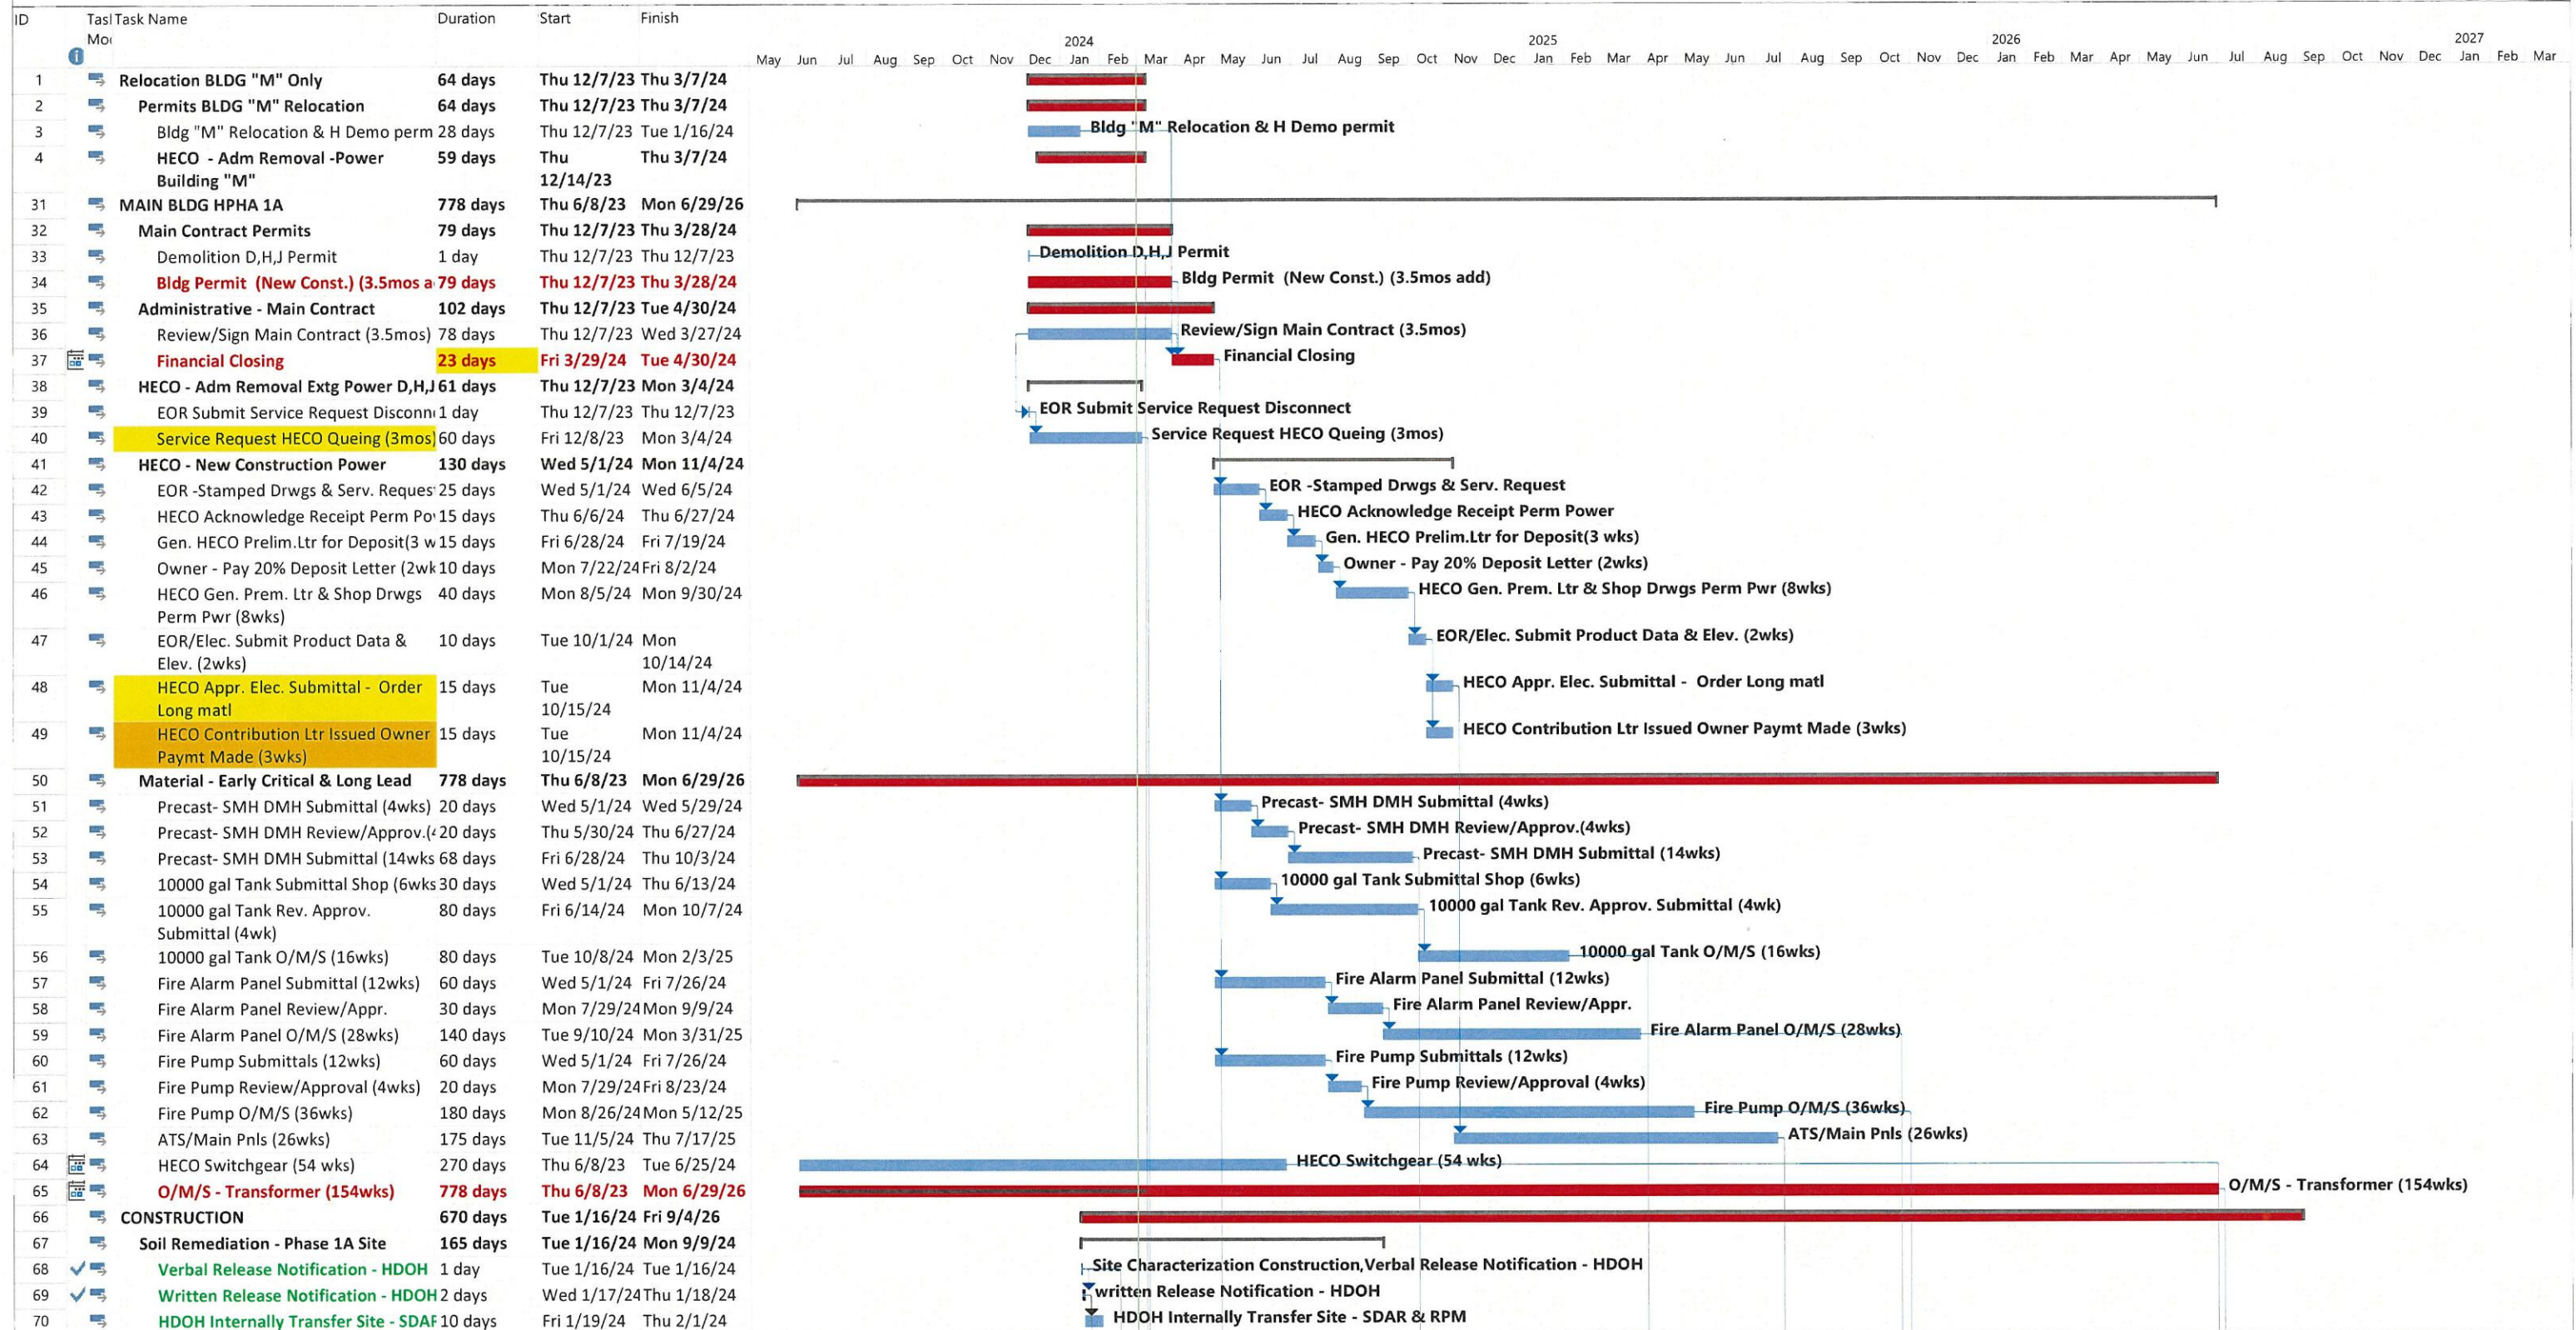 ID Task Mode Task Name Duration Start Finish
2024 2025 2026 2027
May Jun Jul Aug Sep Oct Nov Dec Jan Feb Mar Apr May Jun Jul Aug Sep Oct Nov Dec Jan Feb Mar Apr May Jun Jul Aug Sep Oct Nov Dec Jan Feb Mar Apr May Jun Jul Aug Sep Oct Nov Dec Jan Feb Mar
1 Relocation BLDG "M" Only 64 days Thu 12/7/23 Thu 3/7/24
2 Permits BLDG "M" Relocation 64 days Thu 12/7/23 Thu 3/7/24
3 Bldg "M" Relocation & H Demo perm 28 days Thu 12/7/23 Tue 1/16/24 Bldg "M" Relocation & H Demo permit
4 HECO - Adm Removal -Power 59 days Thu Thu 3/7/24
Building "M" 12/14/23
31 MAIN BLDG HPHA 1A 778 days Thu 6/8/23 Mon 6/29/26
32 Main Contract Permits 79 days Thu 12/7/23 Thu 3/28/24
33 Demolition D,H,J Permit 1 day Thu 12/7/23 Thu 12/7/23 Demolition D,H,J Permit
34 Bldg Permit (New Const.) (3.5mos a 79 days Thu 12/7/23 Thu 3/28/24 Bldg Permit (New Const.) (3.5mos add)
35 Administrative - Main Contract 102 days Thu 12/7/23 Tue 4/30/24
36 Review/Sign Main Contract (3.5mos) 78 days Thu 12/7/23 Wed 3/27/24 Review/Sign Main Contract (3.5mos)
37 Financial Closing 23 days Fri 3/29/24 Tue 4/30/24 Financial Closing
38 HECO - Adm Removal Extg Power D,H,J 61 days Thu 12/7/23 Mon 3/4/24
39 EOR Submit Service Request Disconn 1 day Thu 12/7/23 Thu 12/7/23 EOR Submit Service Request Disconnect
40 Service Request HECO Queing (3mos) 60 days Fri 12/8/23 Mon 3/4/24 Service Request HECO Queing (3mos)
41 HECO - New Construction Power 130 days Wed 5/1/24 Mon 11/4/24
42 EOR -Stamped Drwgs & Serv. Reques 25 days Wed 5/1/24 Wed 6/5/24 EOR -Stamped Drwgs & Serv. Request
43 HECO Acknowledge Receipt Perm Po 15 days Thu 6/6/24 Thu 6/27/24 HECO Acknowledge Receipt Perm Power
44 Gen. HECO Prelim.Ltr for Deposit(3 w 15 days Fri 6/28/24 Fri 7/19/24 Gen. HECO Prelim.Ltr for Deposit(3 wks)
45 Owner - Pay 20% Deposit Letter (2wk 10 days Mon 7/22/24 Fri 8/2/24 Owner - Pay 20% Deposit Letter (2wks)
46 HECO Gen. Prem. Ltr & Shop Drwgs 40 days Mon 8/5/24 Mon 9/30/24 HECO Gen. Prem. Ltr & Shop Drwgs Perm Pwr (8wks)
Perm Pwr (8wks)
47 EOR/Elec. Submit Product Data & 10 days Tue 10/1/24 Mon EOR/Elec. Submit Product Data & Elev. (2wks)
Elev. (2wks) 10/14/24
48 HECO Appr. Elec. Submittal - Order 15 days Tue Mon 11/4/24 HECO Appr. Elec. Submittal - Order Long matl
Long matl 10/15/24
49 HECO Contribution Ltr Issued Owner 15 days Tue Mon 11/4/24 HECO Contribution Ltr Issued Owner Paymt Made (3wks)
Paymt Made (3wks) 10/15/24
50 Material - Early Critical & Long Lead 778 days Thu 6/8/23 Mon 6/29/26
51 Precast- SMH DMH Submittal (4wks) 20 days Wed 5/1/24 Wed 5/29/24 Precast- SMH DMH Submittal (4wks)
52 Precast- SMH DMH Review/Approv.(4 20 days Thu 5/30/24 Thu 6/27/24 Precast- SMH DMH Review/Approv.(4wks)
53 Precast- SMH DMH Submittal (14wks 68 days Fri 6/28/24 Thu 10/3/24 Precast- SMH DMH Submittal (14wks)
54 10000 gal Tank Submittal Shop (6wks 30 days Wed 5/1/24 Thu 6/13/24 10000 gal Tank Submittal Shop (6wks)
55 10000 gal Tank Rev. Approv. 80 days Fri 6/14/24 Mon 10/7/24 10000 gal Tank Rev. Approv. Submittal (4wk)
Submittal (4wk)
56 10000 gal Tank O/M/S (16wks) 80 days Tue 10/8/24 Mon 2/3/25 10000 gal Tank O/M/S (16wks)
57 Fire Alarm Panel Submittal (12wks) 60 days Wed 5/1/24 Fri 7/26/24 Fire Alarm Panel Submittal (12wks)
58 Fire Alarm Panel Review/Appr. 30 days Mon 7/29/24 Mon 9/9/24 Fire Alarm Panel Review/Appr.
59 Fire Alarm Panel O/M/S (28wks) 140 days Tue 9/10/24 Mon 3/31/25 Fire Alarm Panel O/M/S (28wks)
60 Fire Pump Submittals (12wks) 60 days Wed 5/1/24 Fri 7/26/24 Fire Pump Submittals (12wks)
61 Fire Pump Review/Approval (4wks) 20 days Mon 7/29/24 Fri 8/23/24 Fire Pump Review/Approval (4wks)
62 Fire Pump O/M/S (36wks) 180 days Mon 8/26/24 Mon 5/12/25 Fire Pump O/M/S (36wks)
63 ATS/Main Pnls (26wks) 175 days Tue 11/5/24 Thu 7/17/25 ATS/Main Pnls (26wks)
64 HECO Switchgear (54 wks) 270 days Thu 6/8/23 Tue 6/25/24 HECO Switchgear (54 wks)
65 O/M/S - Transformer (154wks) 778 days Thu 6/8/23 Mon 6/29/26 O/M/S - Transformer (154wks)
66 CONSTRUCTION 670 days Tue 1/16/24 Fri 9/4/26
67 Soil Remediation - Phase 1A Site 165 days Tue 1/16/24 Mon 9/9/24
68 Verbal Release Notification - HDOH 1 day Tue 1/16/24 Tue 1/16/24 Site Characterization Construction,Verbal Release Notification - HDOH
69 Written Release Notification - HDOH 2 days Wed 1/17/24 Thu 1/18/24 written Release Notification - HDOH
70 HDOH Internally Transfer Site - SDAR 10 days Fri 1/19/24 Thu 2/1/24 HDOH Internally Transfer Site - SDAR & RPM